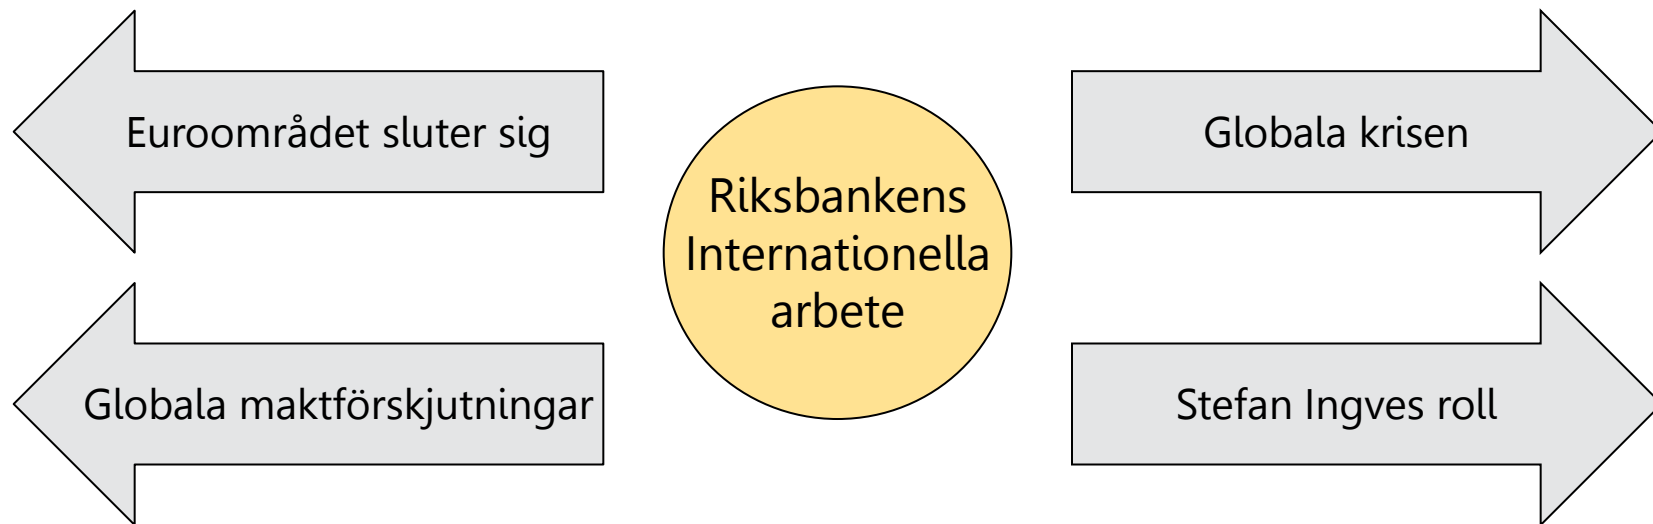 Euroområdet sluter sig
Globala krisen
Riksbankens
Internationella
arbete
Globala maktförskjutningar
Stefan Ingves roll